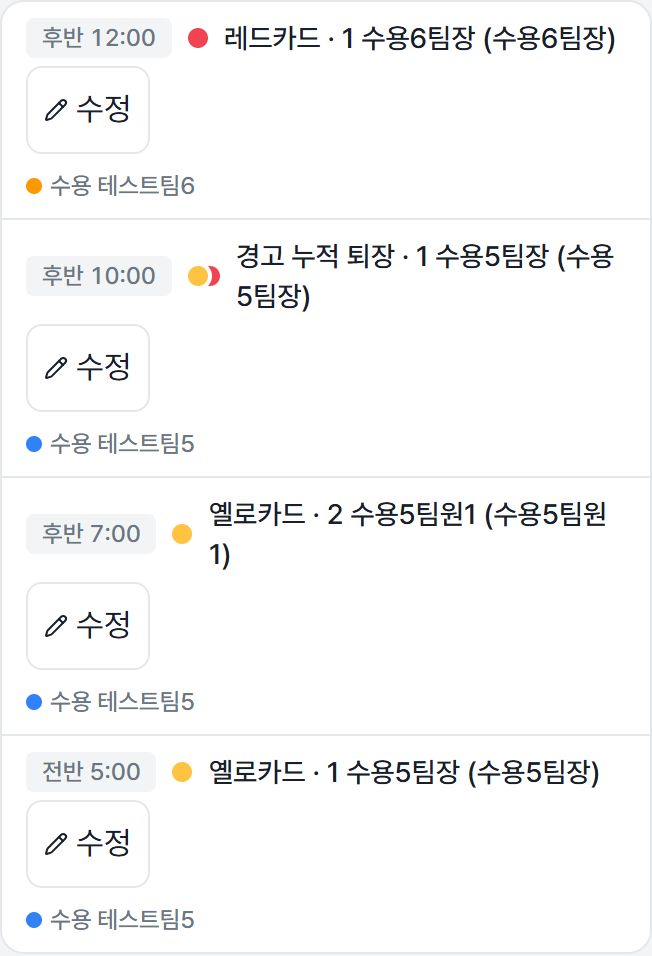 후반 12:00 레드카드 · 1 수용6팀장 (수용6팀장)
수정
수용 테스트팀6
후반 10:00 경고 누적 퇴장 · 1 수용5팀장 (수용
5팀장)
수정
수용 테스트팀5
후반 7:00 옐로카드 · 2 수용5팀원1 (수용5팀원
1)
수정
수용 테스트팀5
전반 5:00 옐로카드 · 1 수용5팀장 (수용5팀장)
수정
수용 테스트팀5